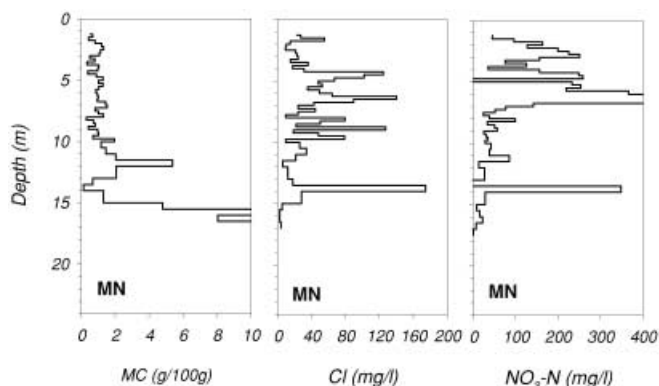 0
5
10
15
20
Depth (m)
MN
0 2 4 6 8 10
MC (g/100g)
MN
0 40 80 120 160 200
Cl (mg/l)
MN
0 100 200 300 400
NO3-N (mg/l)